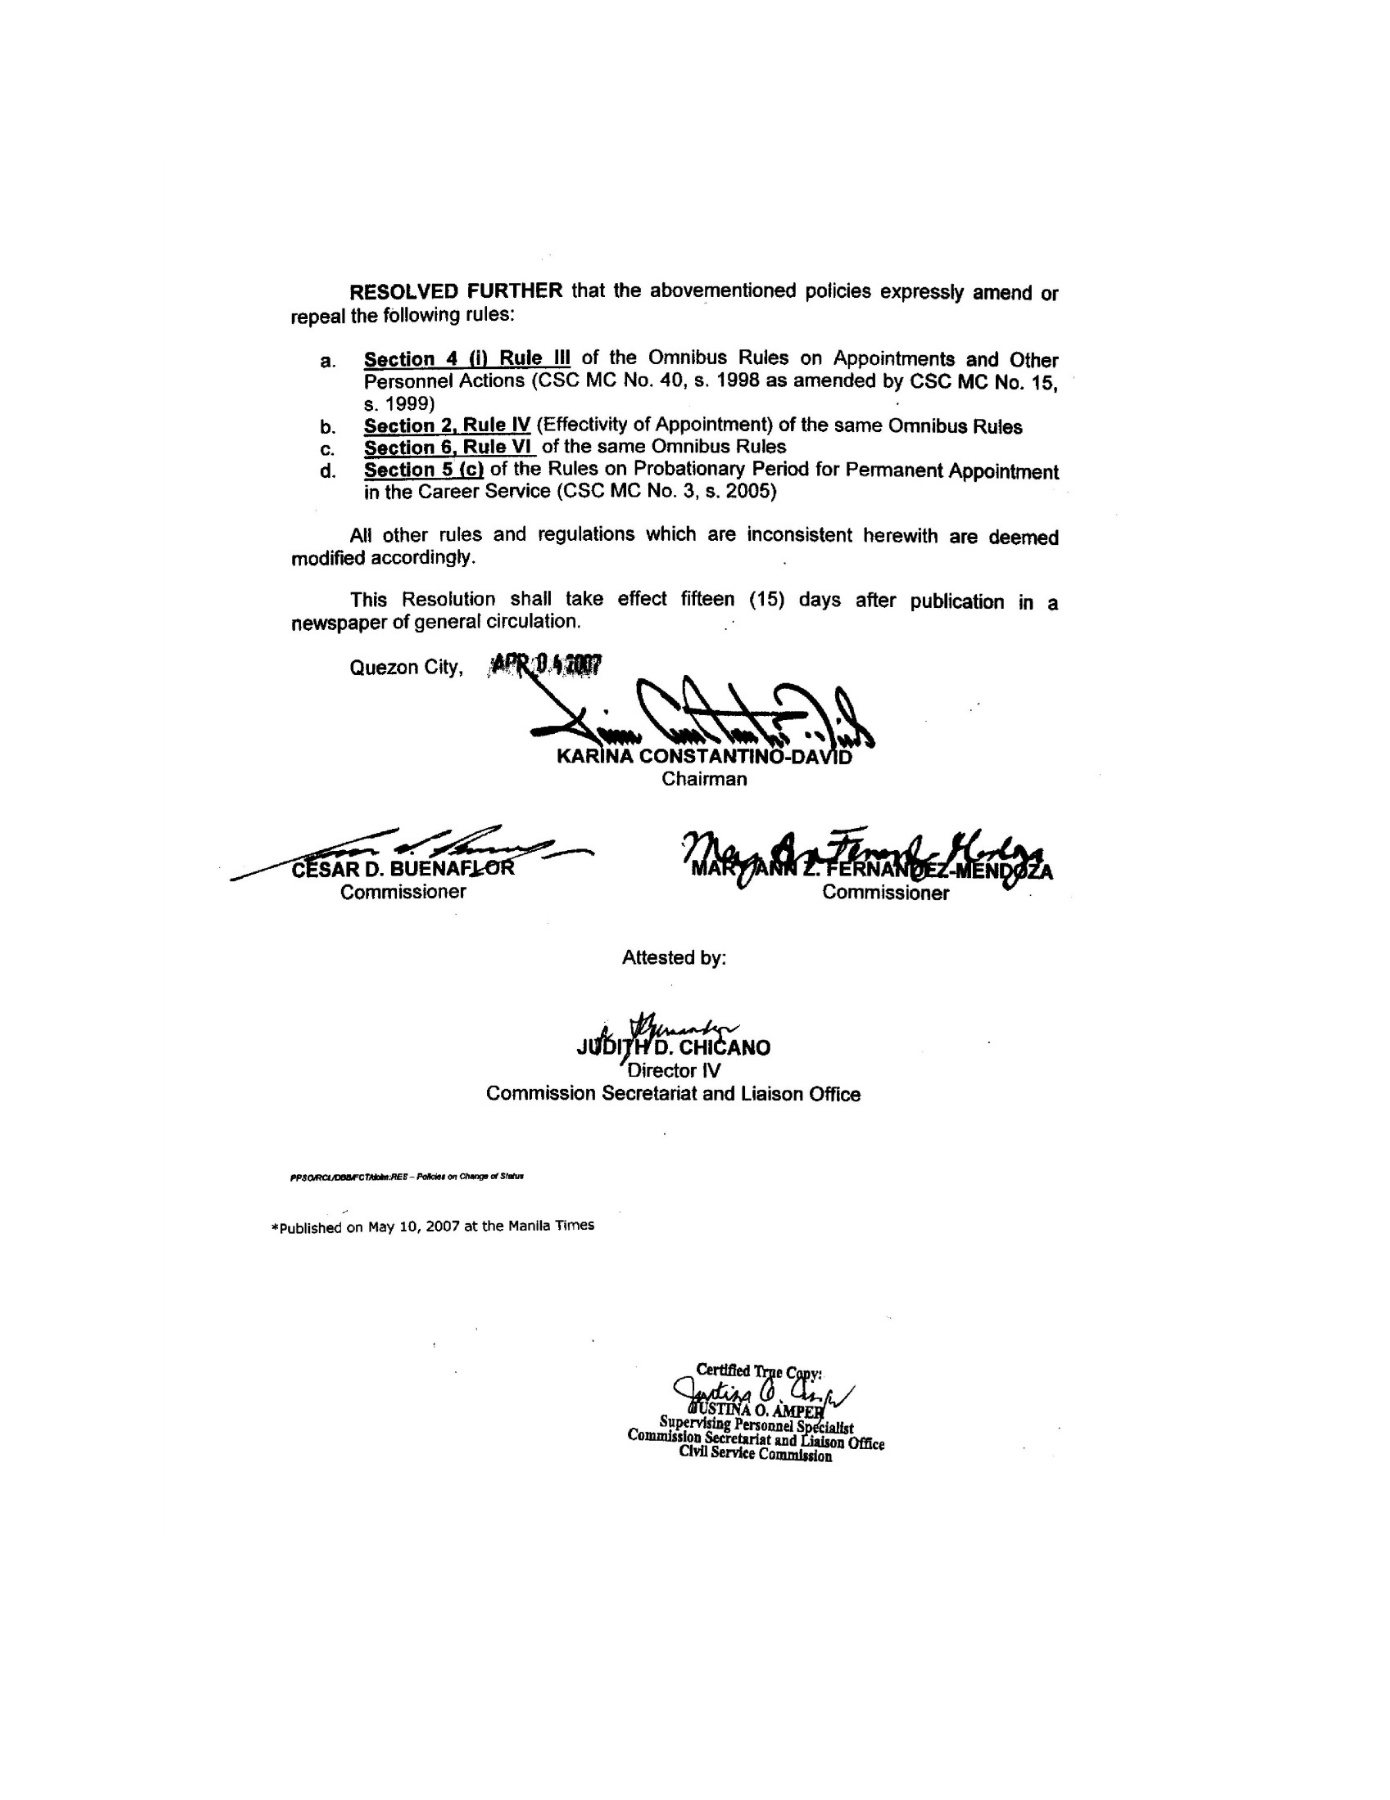 RESOLVED FURTHER that the abovementioned policies expressly amend or
repeal the following rules:
a. Section 4 (i) Rule III of the Omnibus Rules on Appointments and Other
Personnel Actions (CSC MC No. 40, s. 1998 as amended by CSC MC No. 15,
s. 1999)
b. Section 2, Rule IV (Effectivity of Appointment) of the same Omnibus Rules
c. Section 6, Rule VI of the same Omnibus Rules
d. Section 5 (c) of the Rules on Probationary Period for Permanent Appointment
in the Career Service (CSC MC No. 3, s. 2005)
All other rules and regulations which are inconsistent herewith are deemed
modified accordingly.
This Resolution shall take effect fifteen (15) days after publication in a
newspaper of general circulation.
Quezon City, APR 04 2007
KARINA CONSTANTINO-DAVID
Chairman
CESAR D. BUENAFLOR
Commissioner
MARY ANN Z. FERNANDEZ-MENDOZA
Commissioner
Attested by:
JUDITH D. CHICANO
Director IV
Commission Secretariat and Liaison Office
– Policies on Change of Status
*Published on May 10, 2007 at the Manila Times
Certified True Copy:
JUSTINA O. AMPER
Supervising Personnel Specialist
Commission Secretariat and Liaison Office
Civil Service Commission